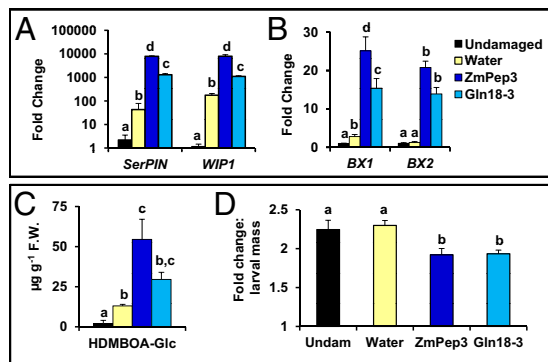 A
Fold Change
100000
10000
1000
100
10
1
a
b
d
c
a
b
d
c
SerPIN
WIP1
B
Fold Change
30
20
10
0
a
b
d
c
a
a
b
b
BX1
BX2
Undamaged
Water
ZmPep3
Gln18-3
C
µg g-1 F.W.
75
50
25
0
a
b
c
b,c
HDMBOA-Glc
D
Fold change:
larval mass
2.5
2
1.5
1
a
a
b
b
Undam
Water
ZmPep3
Gln18-3